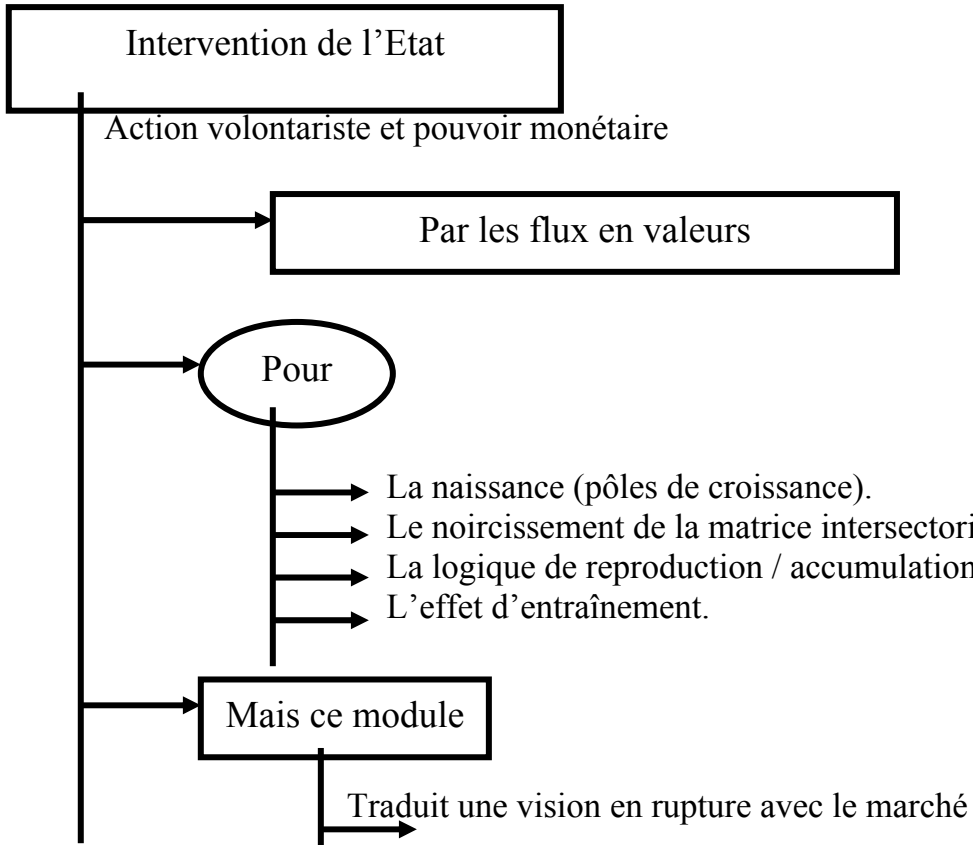 Intervention de l’Etat
Action volontariste et pouvoir monétaire
Par les flux en valeurs
Pour
La naissance (pôles de croissance).
Le noircissement de la matrice intersectori
La logique de reproduction / accumulation
L’effet d’entraînement.
Mais ce module
Traduit une vision en rupture avec le marché